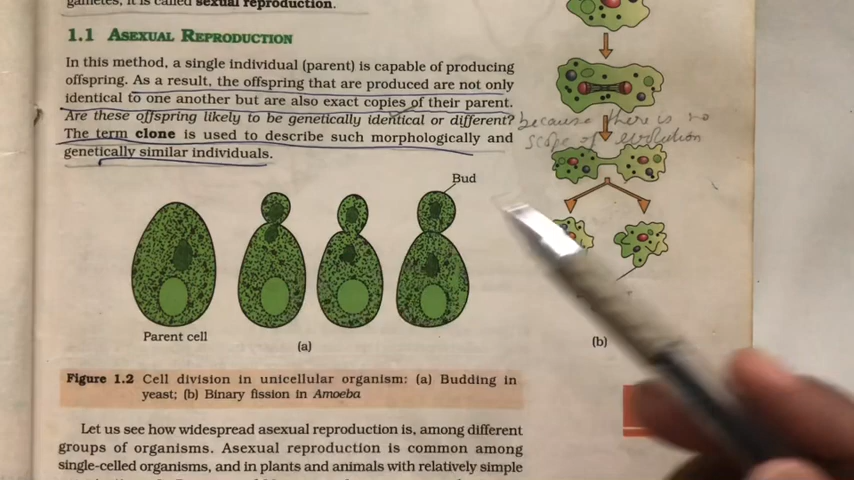 gametes, it is called sexual reproduction.
1.1 ASEXUAL REPRODUCTION
In this method, a single individual (parent) is capable of producing
offspring. As a result, the offspring that are produced are not only
identical to one another but are also exact copies of their parent.
Are these offspring likely to be genetically identical or different?
The term clone is used to describe such morphologically and
genetically similar individuals.
because there is no
scope of evolution
Bud
Parent cell
(a)
(b)
Figure 1.2 Cell division in unicellular organism: (a) Budding in
yeast; (b) Binary fission in Amoeba
Let us see how widespread asexual reproduction is, among different
groups of organisms. Asexual reproduction is common among
single-celled organisms, and in plants and animals with relatively simple